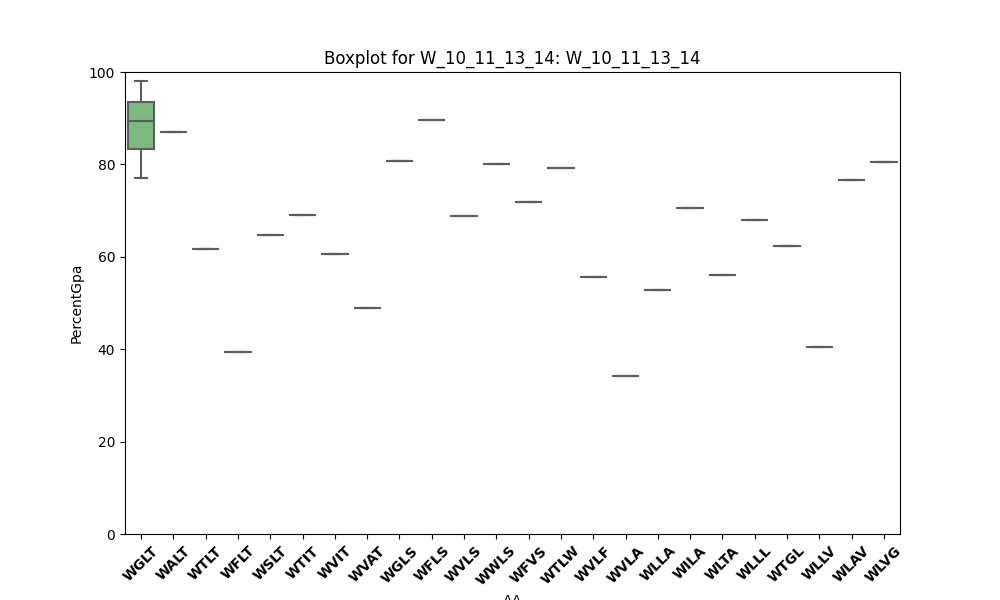 Boxplot for W_10_11_13_14: W_10_11_13_14
PercentGpa
100
80
60
40
20
0
WGLT WALT WTLT WFLT WSLT WTIT WVIT WVAT WGLS WFLS WVLS WWLS WFVS WTLW WVLF WVLA WLLA WILA WLTA WLLL WTGL WLLV WLAV WLVG
AA